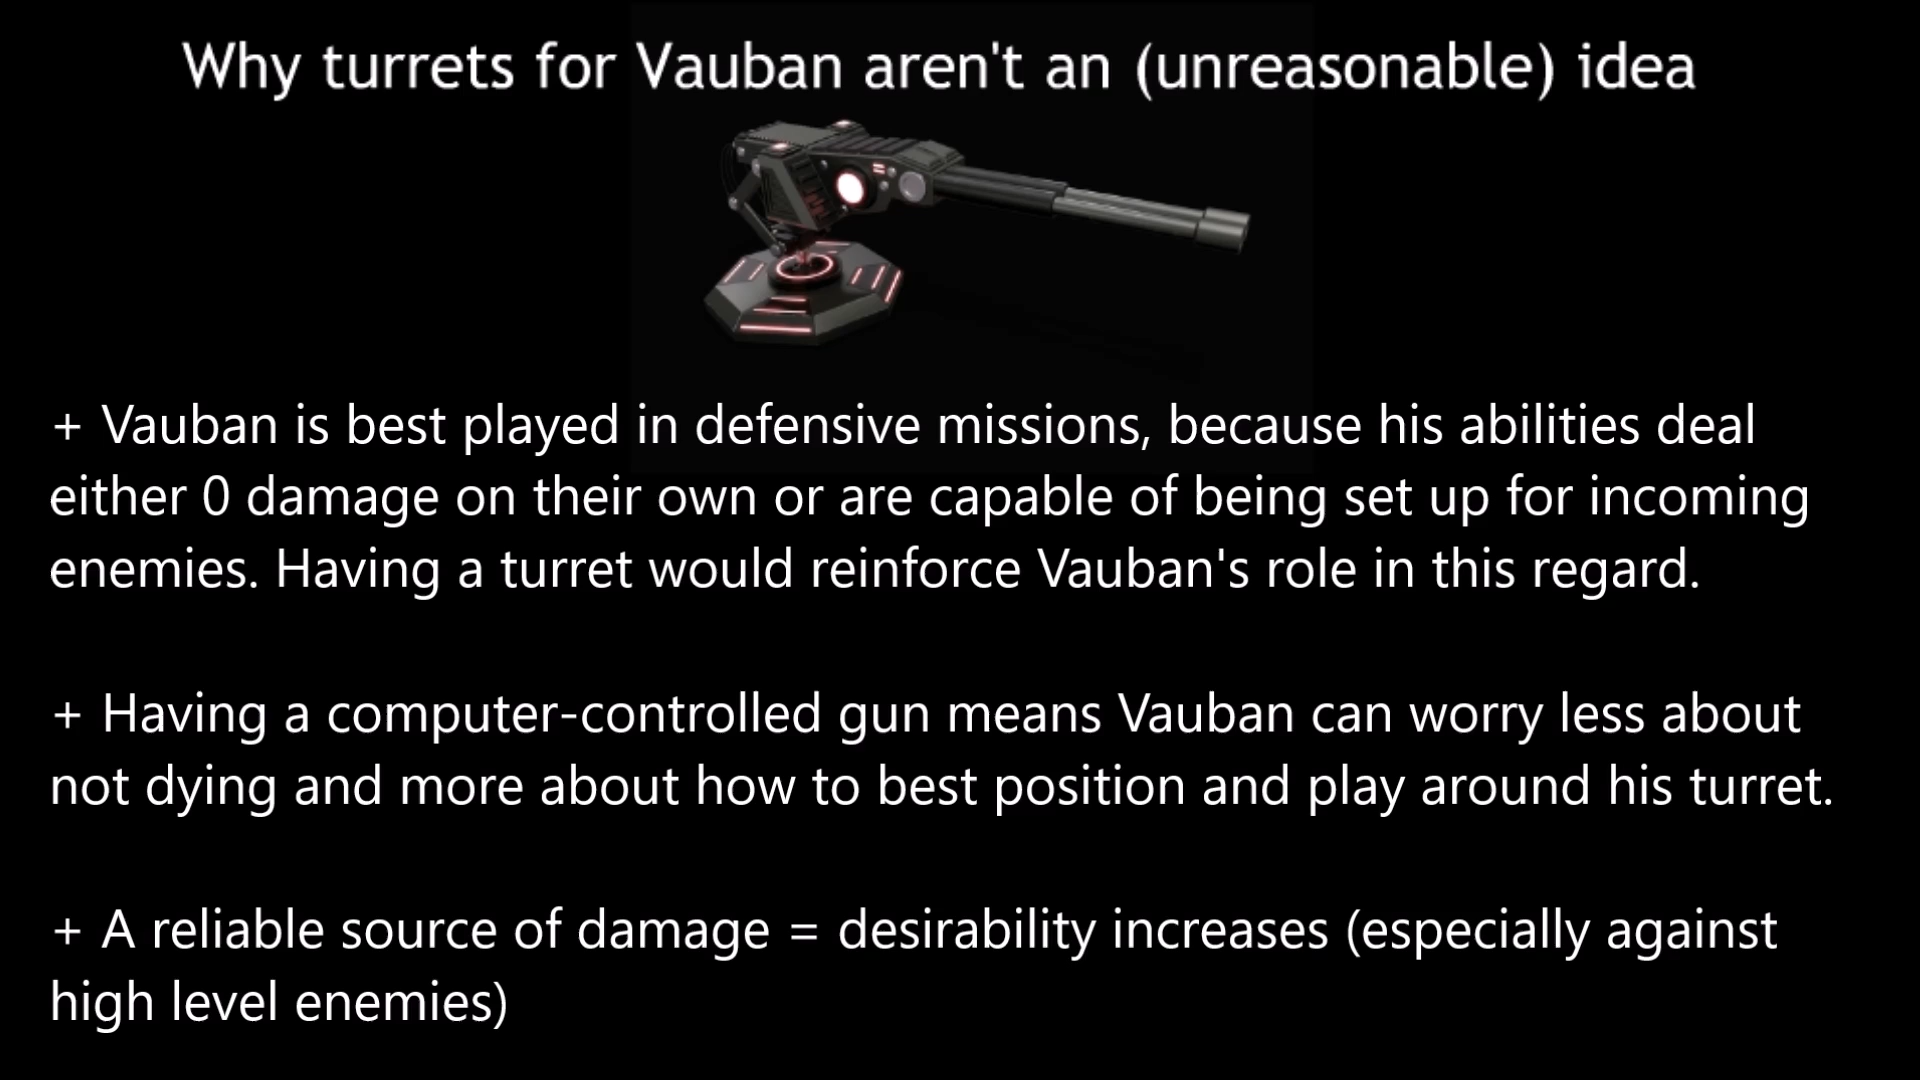 Why turrets for Vauban aren't an (unreasonable) idea
+ Vauban is best played in defensive missions, because his abilities deal
either 0 damage on their own or are capable of being set up for incoming
enemies. Having a turret would reinforce Vauban's role in this regard.
+ Having a computer-controlled gun means Vauban can worry less about
not dying and more about how to best position and play around his turret.
+ A reliable source of damage = desirability increases (especially against
high level enemies)